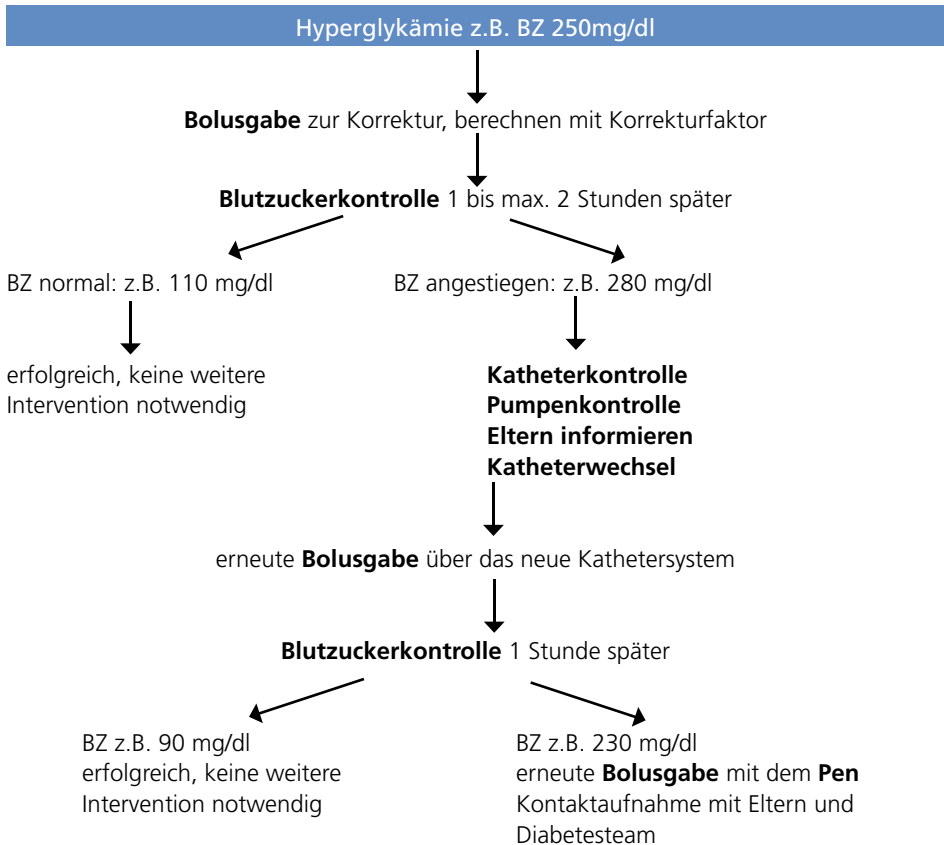 Hyperglykämie z.B. BZ 250mg/dl
Bolusgabe zur Korrektur, berechnen mit Korrekturfaktor
Blutzuckerkontrolle 1 bis max. 2 Stunden später
BZ normal: z.B. 110 mg/dl
erfolgreich, keine weitere
Intervention notwendig
BZ angestiegen: z.B. 280 mg/dl
Katheterkontrolle
Pumpenkontrolle
Eltern informieren
Katheterwechsel
erneute Bolusgabe über das neue Kathetersystem
Blutzuckerkontrolle 1 Stunde später
BZ z.B. 90 mg/dl
erfolgreich, keine weitere
Intervention notwendig
BZ z.B. 230 mg/dl
erneute Bolusgabe mit dem Pen
Kontaktaufnahme mit Eltern und
Diabetesteam